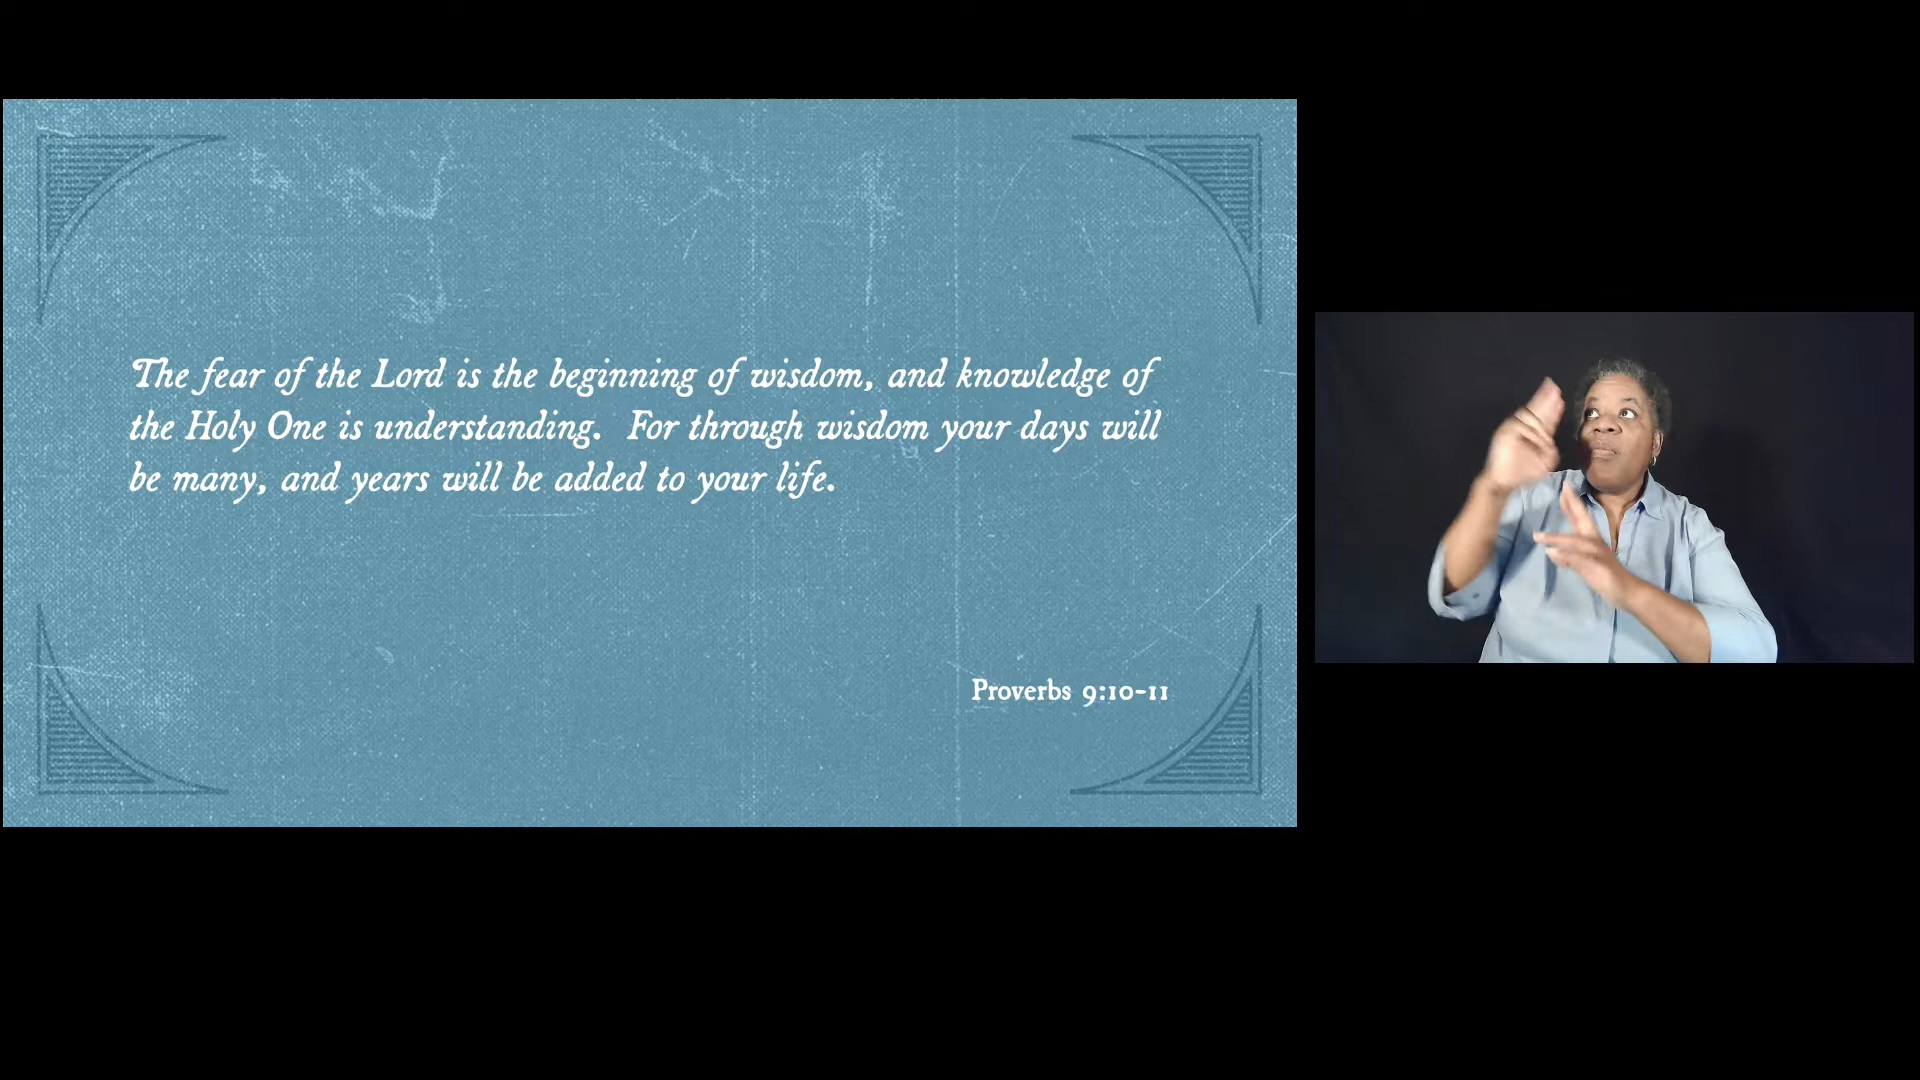 The fear of the Lord is the beginning of wisdom, and knowledge of
the Holy One is understanding.  For through wisdom your days will
be many, and years will be added to your life.
Proverbs 9:10-11